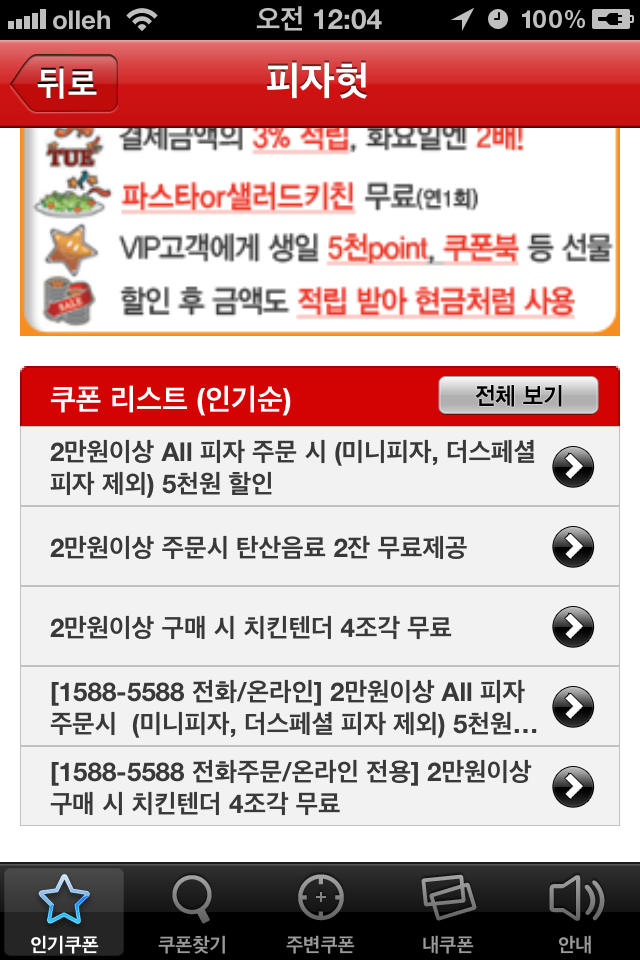 olleh 오전 12:04 100%
뒤로 피자헛
결제금액의 3% 적립, 화요일엔 2배!
TUE
파스타or샐러드키친 무료(연1회)
VIP고객에게 생일 5천point, 쿠폰북 등 선물
SALE
할인 후 금액도 적립 받아 현금처럼 사용
쿠폰 리스트 (인기순) 전체 보기
2만원이상 All 피자 주문 시 (미니피자, 더스페셜
피자 제외) 5천원 할인
2만원이상 주문시 탄산음료 2잔 무료제공
2만원이상 구매 시 치킨텐더 4조각 무료
[1588-5588 전화/온라인] 2만원이상 All 피자
주문시 (미니피자, 더스페셜 피자 제외) 5천원...
[1588-5588 전화주문/온라인 전용] 2만원이상
구매 시 치킨텐더 4조각 무료
인기쿠폰 쿠폰찾기 주변쿠폰 내쿠폰 안내